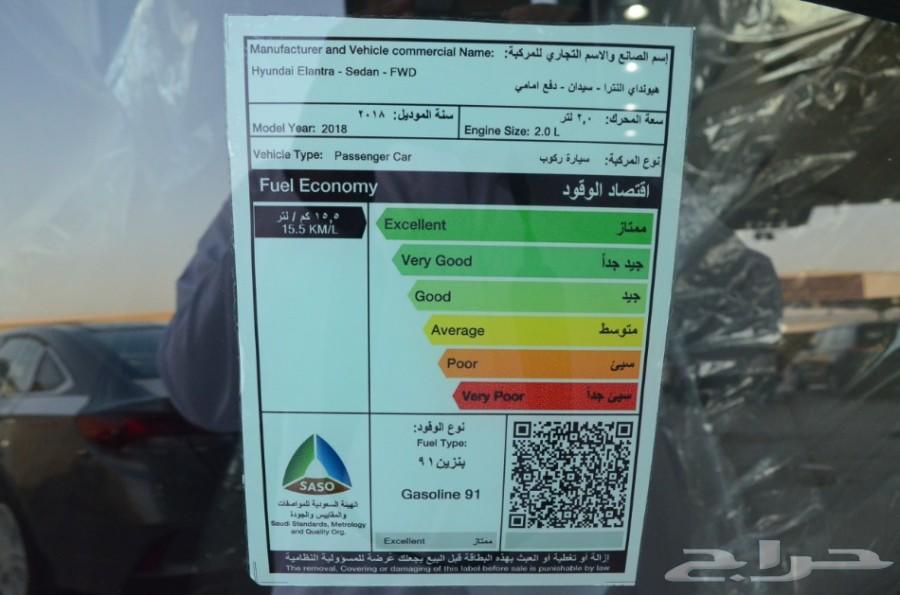 Manufacturer and Vehicle commercial Name: إسم الصانع والاسم التجاري للمركبة:
Hyundai Elantra - Sedan - FWD
هيونداي النترا - سيدان - دفع امامي
سنة الموديل: ٢٠١٨
Model Year: 2018
سعة المحرك: ٢,٠ لتر
Engine Size: 2.0 L
Vehicle Type: Passenger Car نوع المركبة: سيارة ركوب
Fuel Economy اقتصاد الوقود
١٥,٥ كم / لتر
15.5 KM/L
Excellent ممتاز
Very Good جيد جداً
Good جيد
Average متوسط
Poor سيئ
Very Poor سيئ جداً
SASO
الهيئة السعودية للمواصفات
والمقاييس والجودة
Saudi Standards, Metrology
and Quality Org.
نوع الوقود:
Fuel Type:
بنزين ٩١
Gasoline 91
Excellent ممتاز
ازالة أو تغطية او العبث بهذه البطاقة قبل البيع يجعلك عرضة للمسؤولية النظامية
The removal, Covering or damaging of this label before sale is punishable by law
حراج